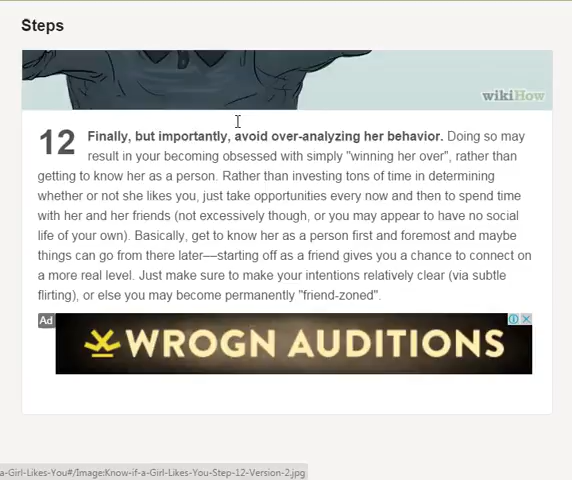 Steps
wikiHow
12 Finally, but importantly, avoid over-analyzing her behavior. Doing so may
result in your becoming obsessed with simply "winning her over", rather than
getting to know her as a person. Rather than investing tons of time in determining
whether or not she likes you, just take opportunities every now and then to spend time
with her and her friends (not excessively though, or you may appear to have no social
life of your own). Basically, get to know her as a person first and foremost and maybe
things can go from there later—starting off as a friend gives you a chance to connect on
a more real level. Just make sure to make your intentions relatively clear (via subtle
flirting), or else you may become permanently "friend-zoned".
Ad
WROGN AUDITIONS
a-Girl-Likes-You#/Image:Know-if-a-Girl-Likes-You-Step-12-Version-2.jpg